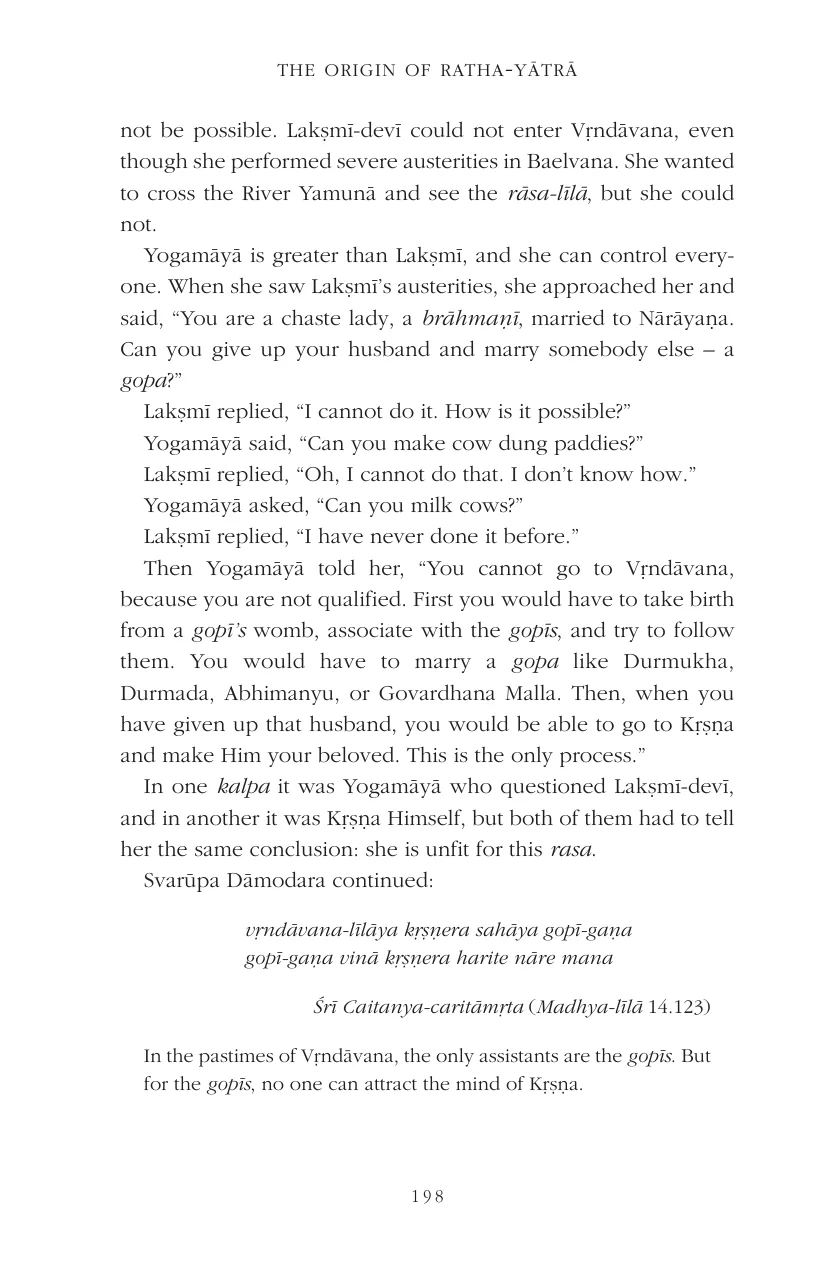 THE ORIGIN OF RATHA-YĀTRĀ
not be possible. Lakṣmī-devī could not enter Vṛndāvana, even
though she performed severe austerities in Baelvana. She wanted
to cross the River Yamunā and see the rāsa-līlā, but she could
not.
Yogamāyā is greater than Lakṣmī, and she can control every-
one. When she saw Lakṣmī’s austerities, she approached her and
said, “You are a chaste lady, a brāhmaṇī, married to Nārāyaṇa.
Can you give up your husband and marry somebody else – a
gopa?”
Lakṣmī replied, “I cannot do it. How is it possible?”
Yogamāyā said, “Can you make cow dung paddies?”
Lakṣmī replied, “Oh, I cannot do that. I don’t know how.”
Yogamāyā asked, “Can you milk cows?”
Lakṣmī replied, “I have never done it before.”
Then Yogamāyā told her, “You cannot go to Vṛndāvana,
because you are not qualified. First you would have to take birth
from a gopī’s womb, associate with the gopīs, and try to follow
them. You would have to marry a gopa like Durmukha,
Durmada, Abhimanyu, or Govardhana Malla. Then, when you
have given up that husband, you would be able to go to Kṛṣṇa
and make Him your beloved. This is the only process.”
In one kalpa it was Yogamāyā who questioned Lakṣmī-devī,
and in another it was Kṛṣṇa Himself, but both of them had to tell
her the same conclusion: she is unfit for this rasa.
Svarūpa Dāmodara continued:
vṛndāvana-līlāya kṛṣṇera sahāya gopī-gaṇa
gopī-gaṇa vinā kṛṣṇera harite nāre mana
Śrī Caitanya-caritāmṛta (Madhya-līlā 14.123)
In the pastimes of Vṛndāvana, the only assistants are the gopīs. But
for the gopīs, no one can attract the mind of Kṛṣṇa.
198